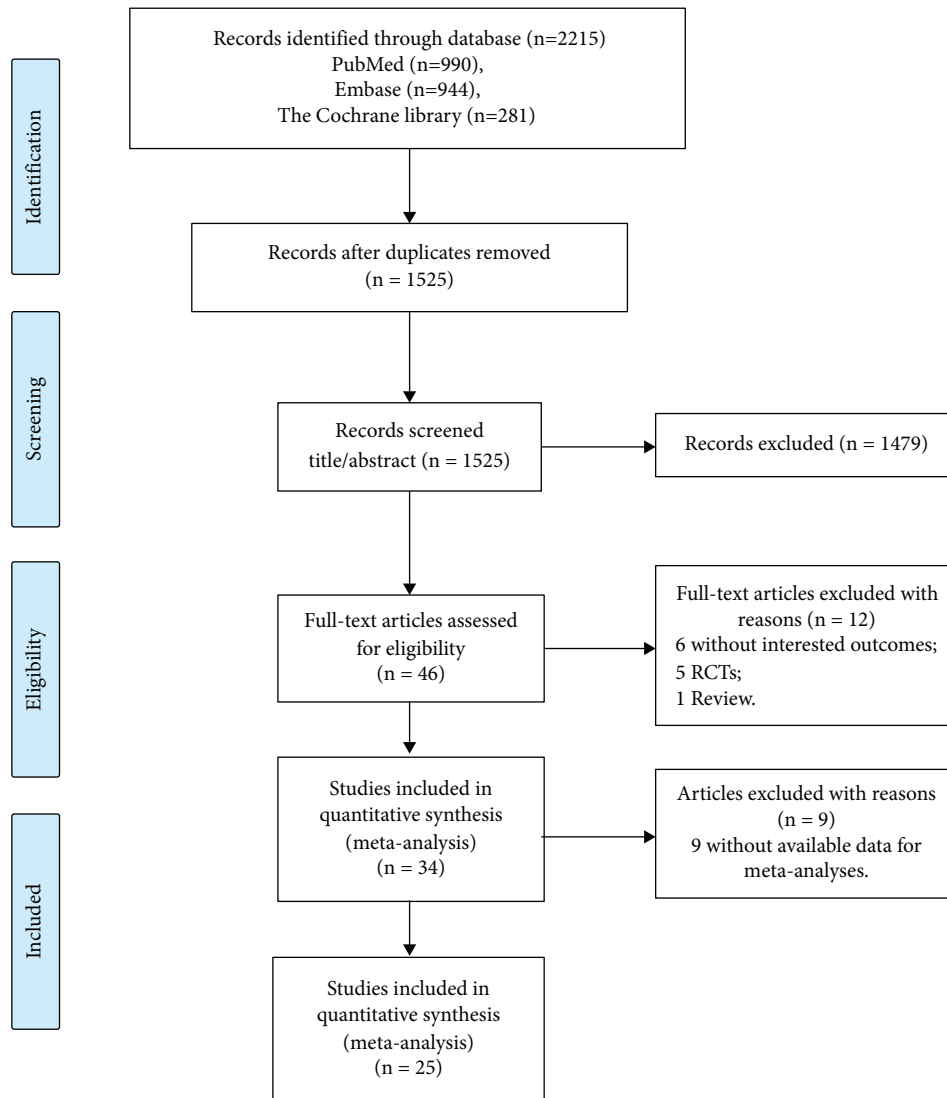 Identification
Records identified through database (n=2215)
PubMed (n=990),
Embase (n=944),
The Cochrane library (n=281)
Records after duplicates removed
(n = 1525)
Screening
Records screened
title/abstract (n = 1525)
Records excluded (n = 1479)
Eligibility
Full-text articles assessed
for eligibility
(n = 46)
Full-text articles excluded with
reasons (n = 12)
6 without interested outcomes;
5 RCTs;
1 Review.
Included
Studies included in
quantitative synthesis
(meta-analysis)
(n = 34)
Articles excluded with reasons
(n = 9)
9 without available data for
meta-analyses.
Studies included in
quantitative synthesis
(meta-analysis)
(n = 25)